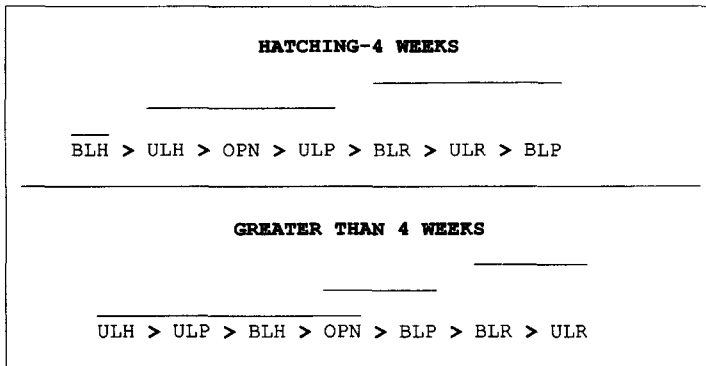 HATCHING-4 WEEKS
BLH > ULH > OPN > ULP > BLR > ULR > BLP
GREATER THAN 4 WEEKS
ULH > ULP > BLH > OPN > BLP > BLR > ULR